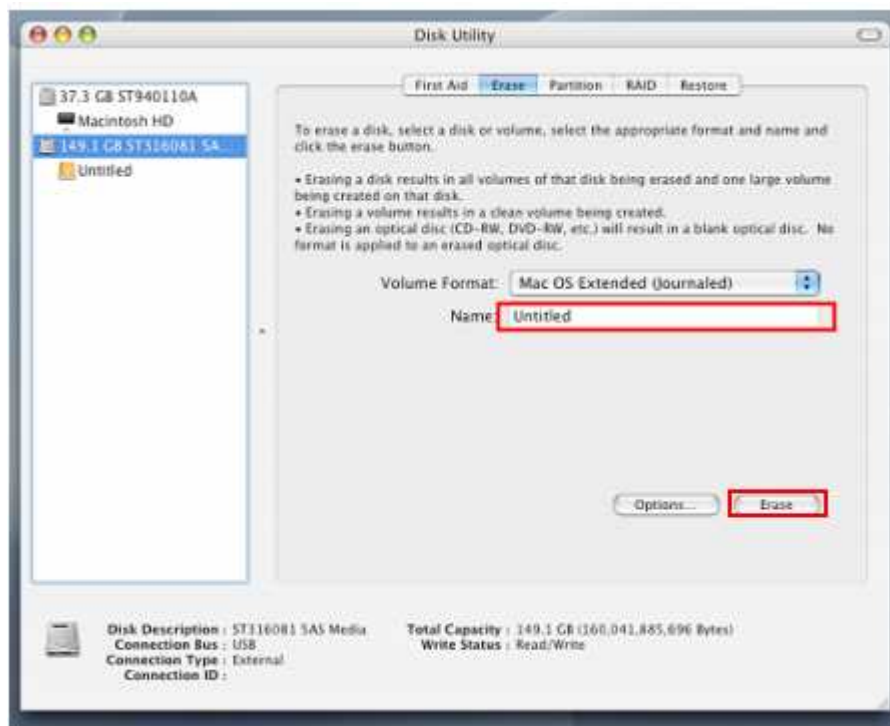 Disk Utility
37.3 GB ST940110A
Macintosh HD
149.1 GB ST316081 SA...
Untitled
First Aid Erase Partition RAID Restore
To erase a disk, select a disk or volume, select the appropriate format and name and
click the erase button.
• Erasing a disk results in all volumes of that disk being erased and one large volume
being created on that disk.
• Erasing a volume results in a clean volume being created.
• Erasing an optical disc (CD-RW, DVD-RW, etc.) will result in a blank optical disc. No
format is applied to an erased optical disc.
Volume Format: Mac OS Extended (Journaled)
Name: Untitled
Options... Erase
Disk Description : ST316081 SAS Media Total Capacity : 149.1 GB (160,041,885,696 Bytes)
Connection Bus : USB Write Status : Read/Write
Connection Type : External
Connection ID :